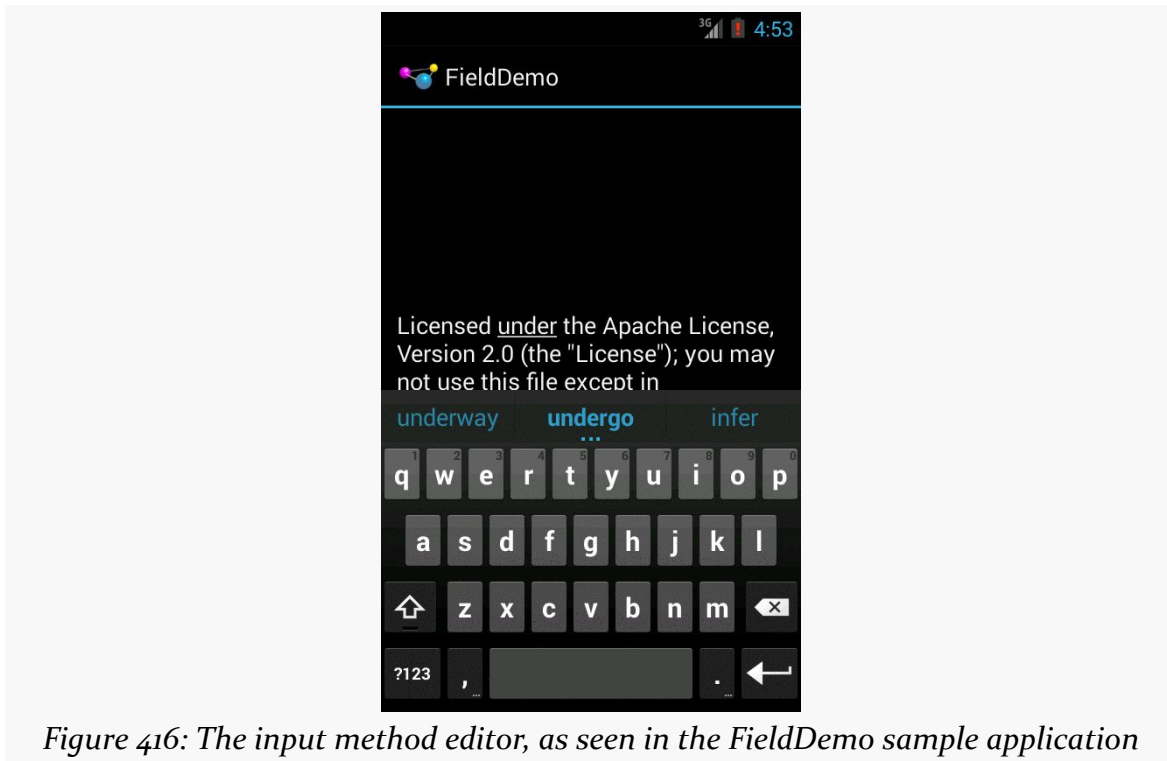 3G 4:53
FieldDemo
Licensed under the Apache License,
Version 2.0 (the "License"); you may
not use this file except in
underway undergo infer
1 2 3 4 5 6 7 8 9 0
q w e r t y u i o p
a s d f g h j k l
z x c v b n m
?123 , ... . ...
Figure 416: The input method editor, as seen in the FieldDemo sample application